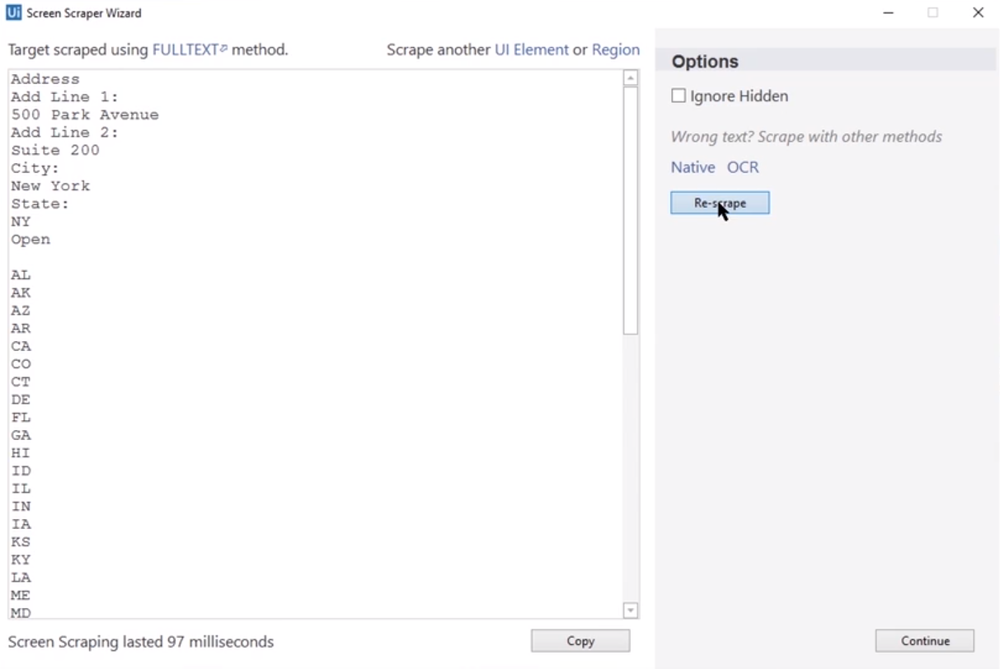 Ui Screen Scraper Wizard
Target scraped using FULLTEXT method.
Scrape another UI Element or Region
Address
Add Line 1:
500 Park Avenue
Add Line 2:
Suite 200
City:
New York
State:
NY
Open
AL
AK
AZ
AR
CA
CO
CT
DE
FL
GA
HI
ID
IL
IN
IA
KS
KY
LA
ME
MD
Screen Scraping lasted 97 milliseconds
Copy
Options
Ignore Hidden
Wrong text? Scrape with other methods
Native OCR
Re-scrape
Continue